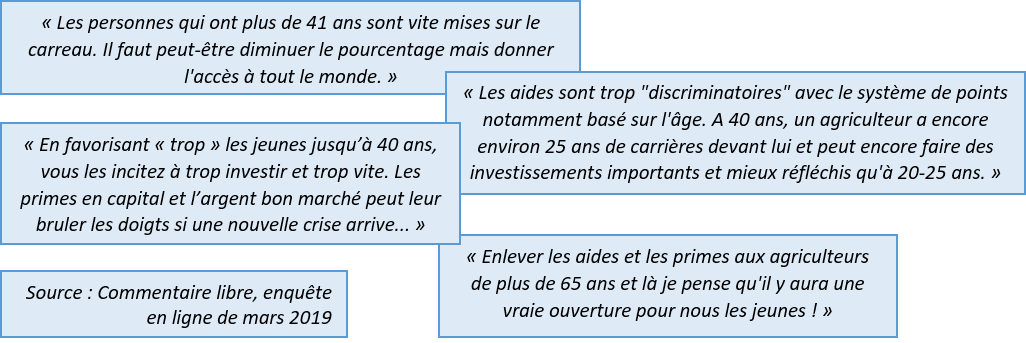 « Les personnes qui ont plus de 41 ans sont vite mises sur le
carreau. Il faut peut-être diminuer le pourcentage mais donner
l'accès à tout le monde. »
« Les aides sont trop "discriminatoires" avec le système de points
notamment basé sur l'âge. A 40 ans, un agriculteur a encore
environ 25 ans de carrières devant lui et peut encore faire des
investissements importants et mieux réfléchis qu'à 20-25 ans. »
« En favorisant « trop » les jeunes jusqu’à 40 ans,
vous les incitez à trop investir et trop vite. Les
primes en capital et l’argent bon marché peut leur
bruler les doigts si une nouvelle crise arrive... »
« Enlever les aides et les primes aux agriculteurs
de plus de 65 ans et là je pense qu'il y aura une
vraie ouverture pour nous les jeunes ! »
Source : Commentaire libre, enquête
en ligne de mars 2019